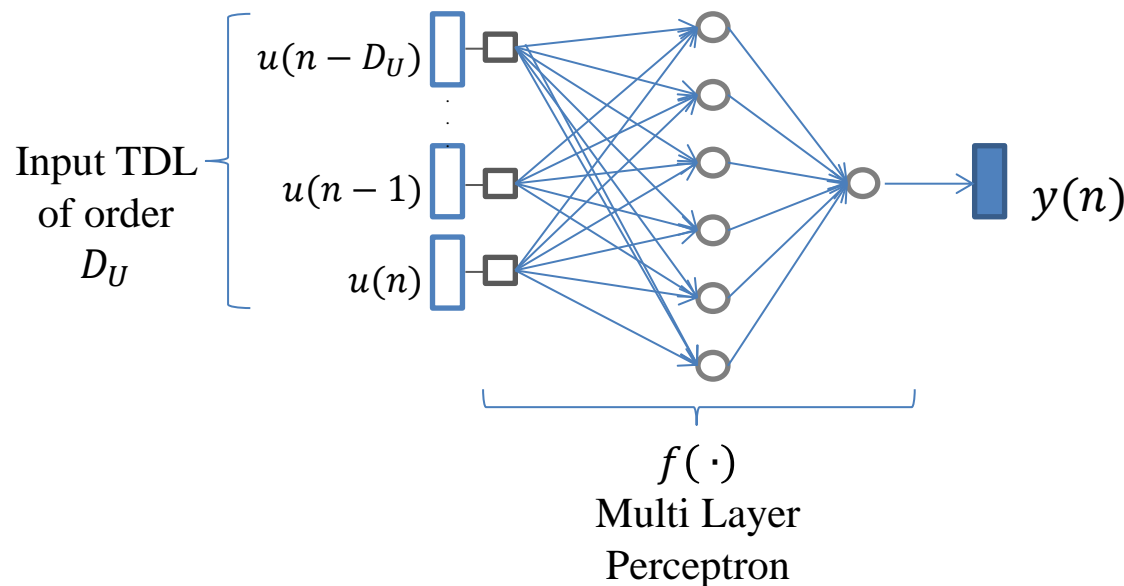 u(n − D_U)
Input TDL
of order
D_U
u(n − 1)
u(n)
y(n)
f( · )
Multi Layer
Perceptron